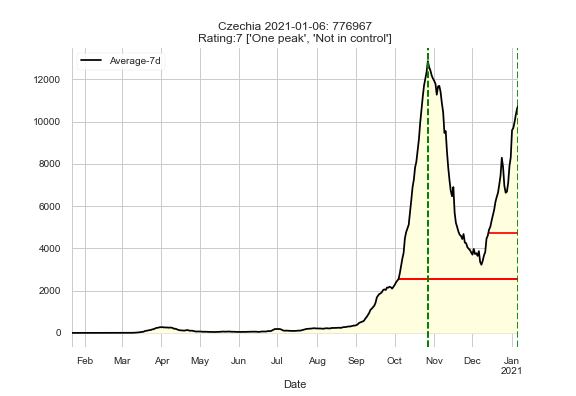 Czechia 2021-01-06: 776967
Rating:7 ['One peak', 'Not in control']
Average-7d
12000
10000
8000
6000
4000
2000
0
Feb Mar Apr May Jun Jul Aug Sep Oct Nov Dec Jan
2021
Date